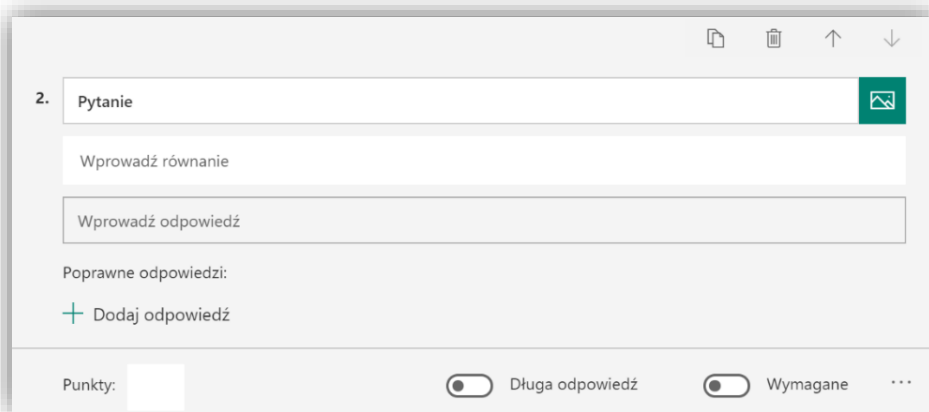 2. Pytanie
Wprowadź równanie
Wprowadź odpowiedź
Poprawne odpowiedzi:
Dodaj odpowiedź
Punkty: Długa odpowiedź Wymagane